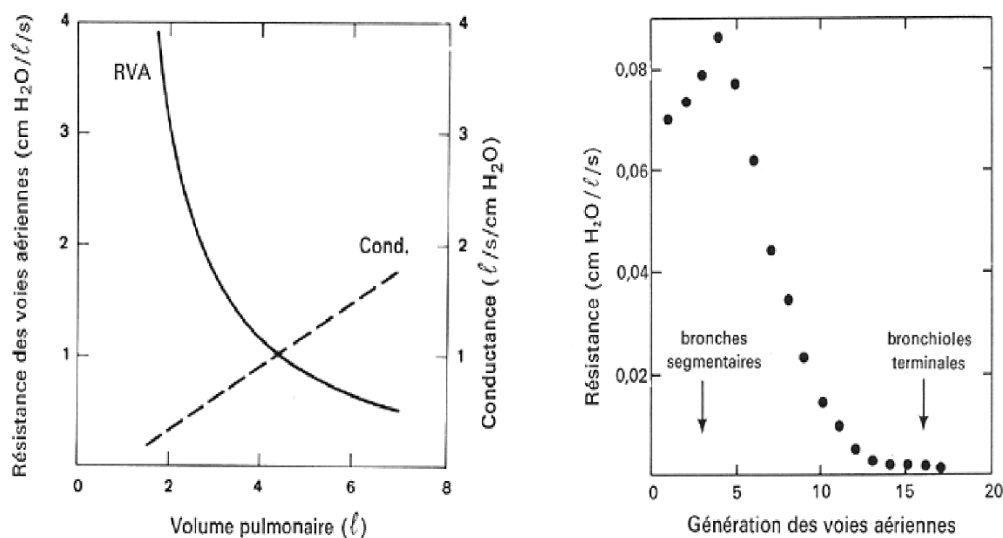 Résistance des voies aériennes (cm H₂O/ℓ/s)
4
3
2
1
0
RVA
Cond.
4
3
2
1
0
Conductance (ℓ/s/cm H₂O)
2
4
6
8
Volume pulmonaire (ℓ)
Résistance (cm H₂O/ℓ/s)
0,08
0,06
0,04
0,02
bronches
segmentaires
bronchioles
terminales
0
5
10
15
20
Génération des voies aériennes